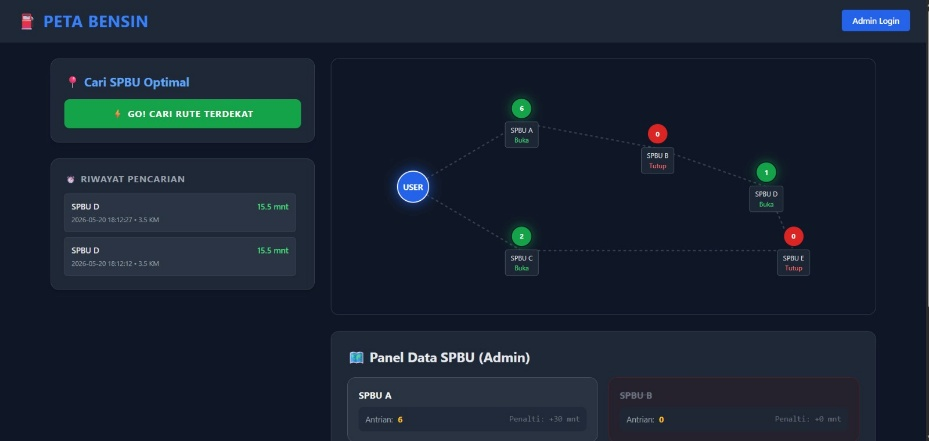 PETA BENSIN
Admin Login
Cari SPBU Optimal
GO! CARI RUTE TERDEKAT
RIWAYAT PENCARIAN
SPBU D 15.5 mnt
2026-05-20 18:12:27 • 3.5 KM
SPBU D 15.5 mnt
2026-05-20 18:12:12 • 3.5 KM
USER
6
SPBU A
Buka
0
SPBU B
Tutup
1
SPBU D
Buka
2
SPBU C
Buka
0
SPBU E
Tutup
Panel Data SPBU (Admin)
SPBU A
Antrian: 6 Penalti: +30 mnt
SPBU B
Antrian: 0 Penalti: +0 mnt